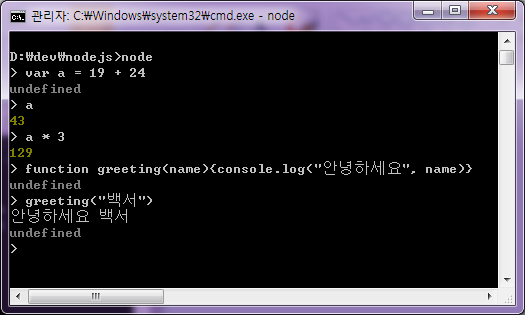 관리자: C:₩Windows₩system32₩cmd.exe - node
D:₩dev₩nodejs>node
> var a = 19 + 24
undefined
> a
43
> a * 3
129
> function greeting(name){console.log("안녕하세요", name)}
undefined
> greeting("백서")
안녕하세요 백서
undefined
>